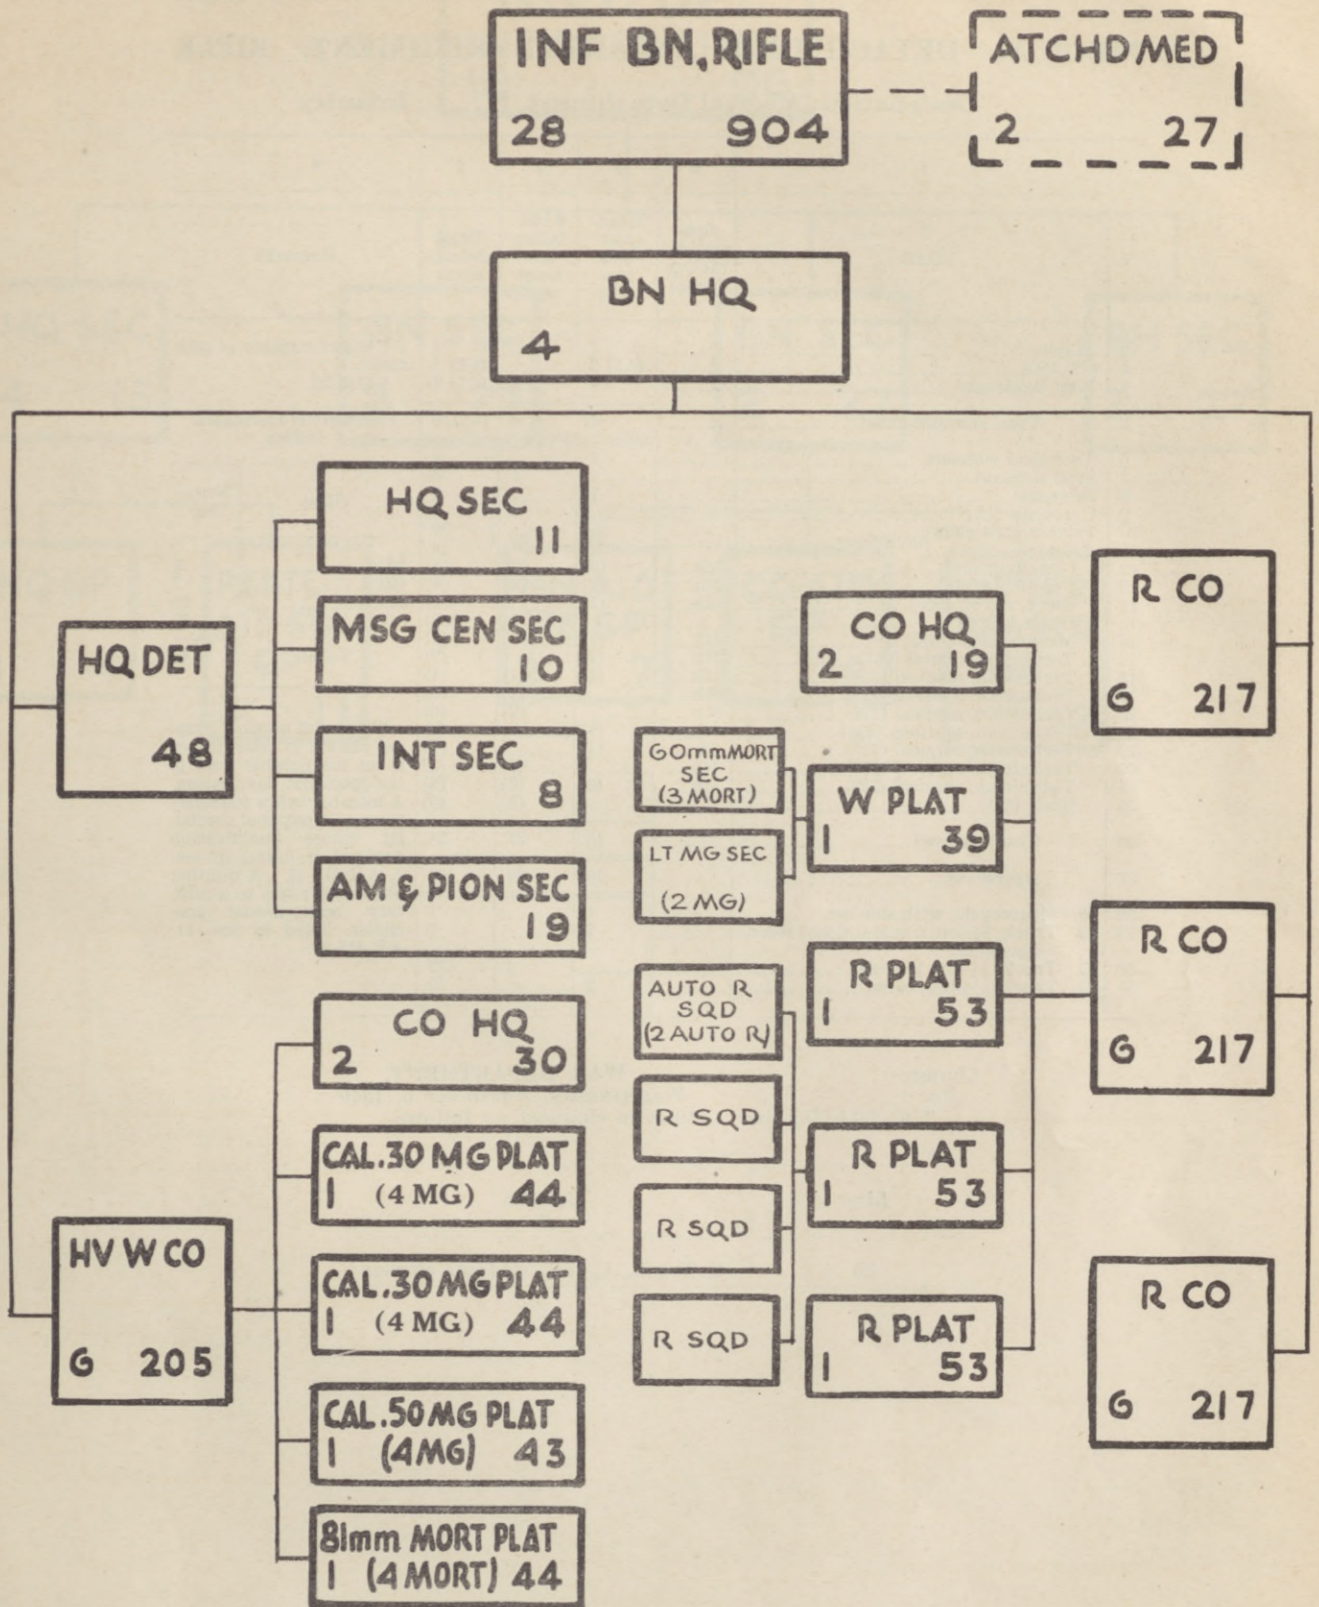 INF BN, RIFLE
28 904
ATCHD MED
2 27
BN HQ
4
HQ DET
48
HQ SEC
11
MSG CEN SEC
10
INT SEC
8
AM & PION SEC
19
HV W CO
6 205
CO HQ
2 30
CAL.30 MG PLAT
1 (4 MG) 44
CAL.30 MG PLAT
1 (4 MG) 44
CAL.50 MG PLAT
1 (4 MG) 43
81mm MORT PLAT
1 (4 MORT) 44
CO HQ
2 19
60mm MORT
SEC
(3 MORT)
LT MG SEC
(2 MG)
W PLAT
1 39
AUTO R
SQD
(2 AUTO R)
R SQD
R SQD
R SQD
R PLAT
1 53
R PLAT
1 53
R PLAT
1 53
R CO
6 217
R CO
6 217
R CO
6 217